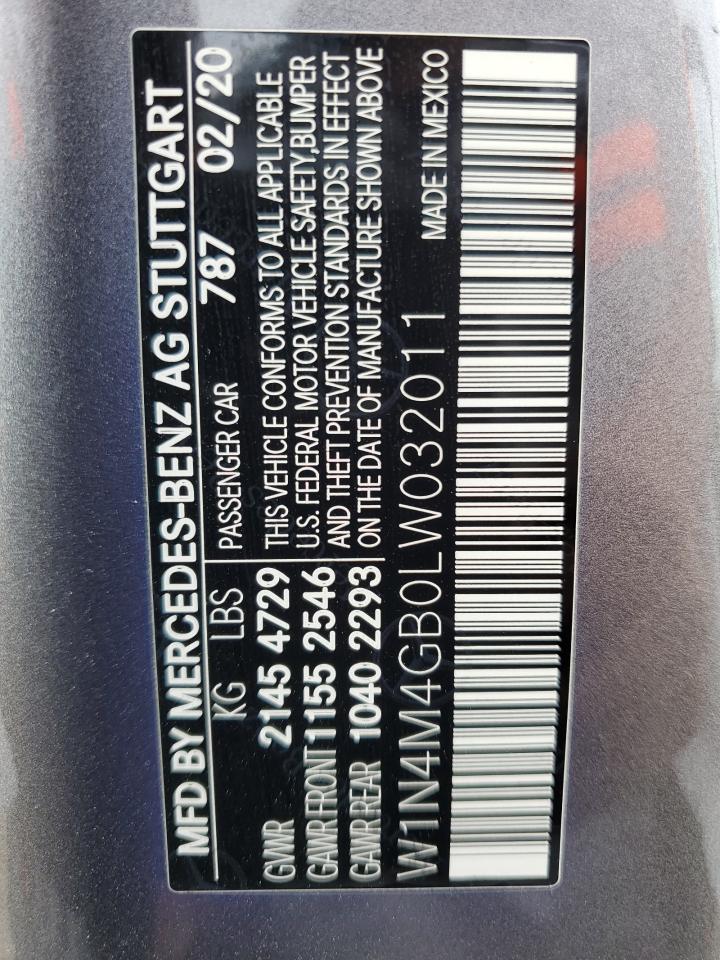 MFD BY MERCEDES-BENZ AG STUTTGART
KG LBS PASSENGER CAR 787 02/20
GVWR 2145 4729 THIS VEHICLE CONFORMS TO ALL APPLICABLE
GAWR FRONT 1155 2546 U.S. FEDERAL MOTOR VEHICLE SAFETY,BUMPER
GAWR REAR 1040 2293 AND THEFT PREVENTION STANDARDS IN EFFECT
ON THE DATE OF MANUFACTURE SHOWN ABOVE
W1N4M4GB0LW032011 MADE IN MEXICO